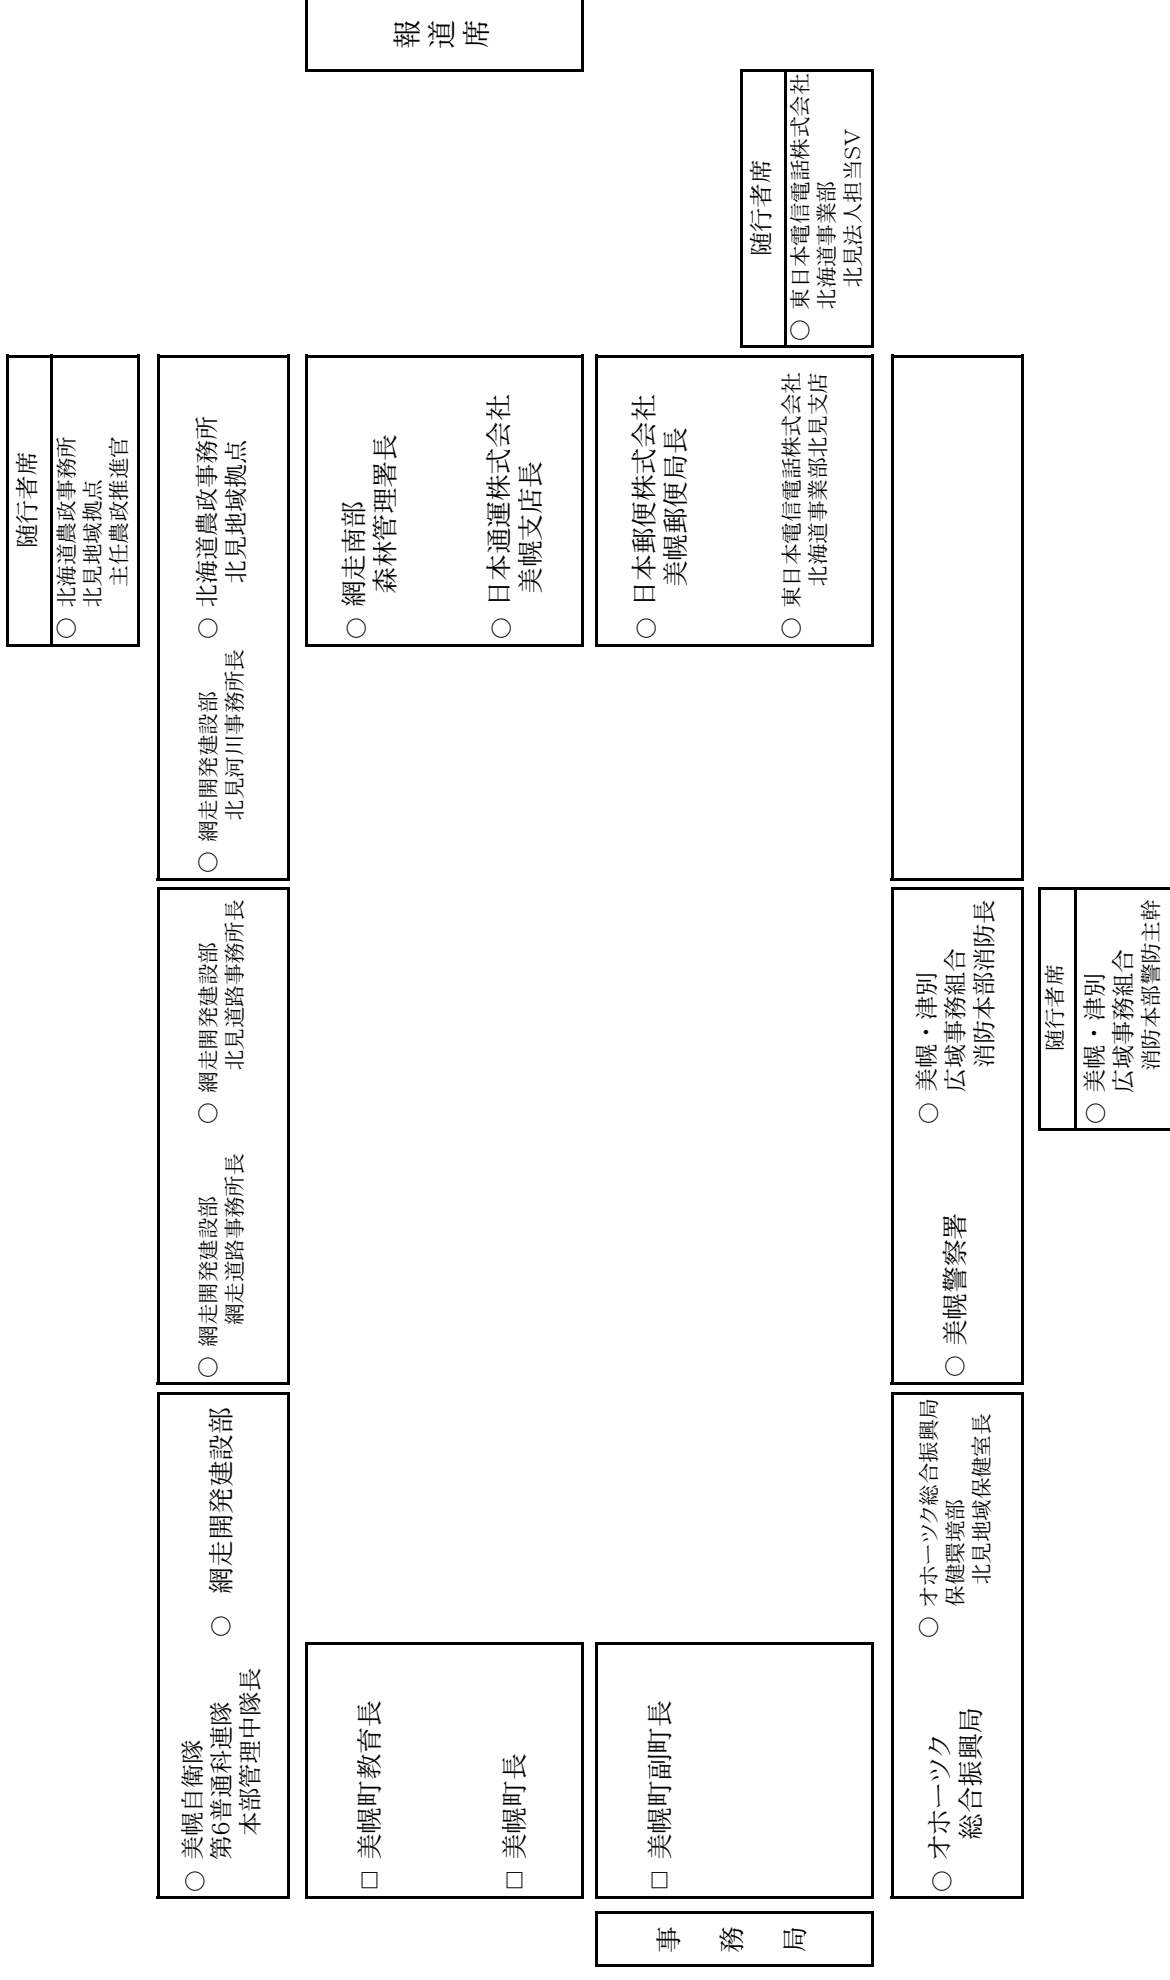 随行者席
○ 北海道農政事務所
北見地域拠点
主任農政推進官
○ 美幌自衛隊
第6普通科連隊
本部管理中隊長
○ 網走開発建設部
○ 網走開発建設部
網走道路事務所長
○ 網走開発建設部
北見道路事務所長
○ 網走開発建設部
北見河川事務所長
○ 北海道農政事務所
北見地域拠点
□ 美幌町教育長
□ 美幌町長
□ 美幌町副町長
事務局
○ 網走南部
森林管理署長
○ 日本通運株式会社
美幌支店長
○ 日本郵便株式会社
美幌郵便局長
○ 東日本電信電話株式会社
北海道事業部北見支店
報道席
随行者席
○ 東日本電信電話株式会社
北海道事業部
北見法人担当SV
○ オホーツク
総合振興局
○ オホーツク総合振興局
保健環境部
北見地域保健室長
○ 美幌警察署
○ 美幌・津別
広域事務組合
消防本部消防長
随行者席
○ 美幌・津別
広域事務組合
消防本部警防主幹